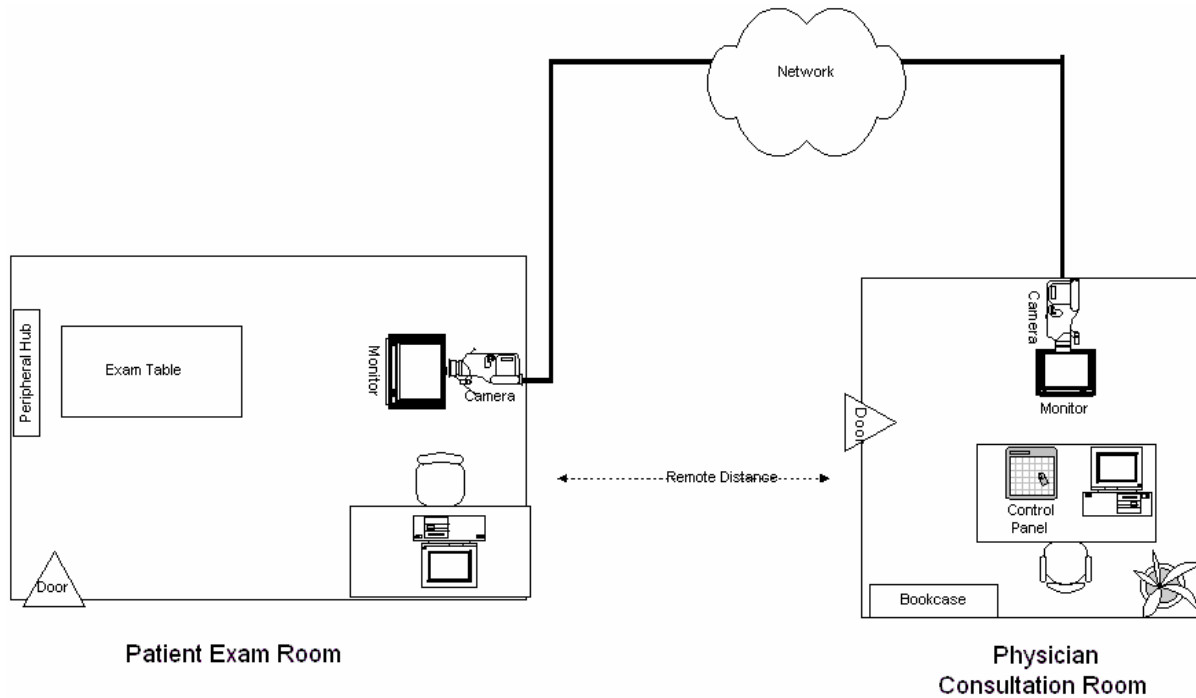 Network
Peripheral Hub
Exam Table
Monitor
Camera
Camera
Monitor
Door
Remote Distance
Control
Panel
Door
Bookcase
Patient Exam Room
Physician
Consultation Room